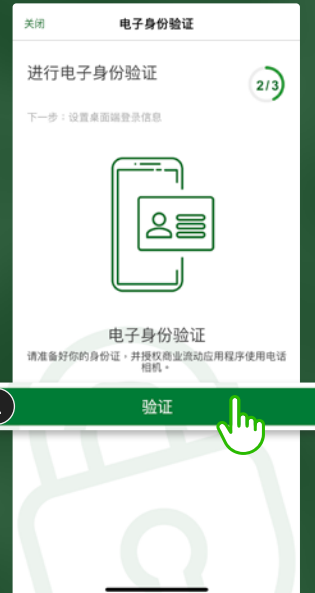 关闭
电子身份验证
进行电子身份验证
2/3
下一步：设置桌面端登录信息
电子身份验证
请准备好你的身份证，并授权商业流动应用程序使用电话
相机。
验证